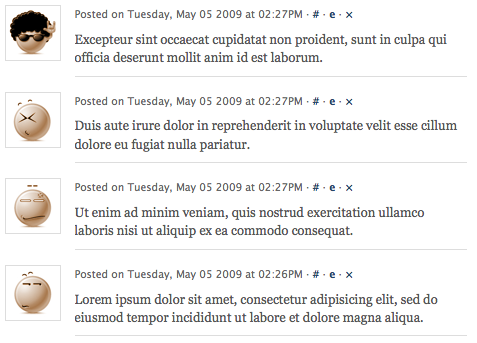 Posted on Tuesday, May 05 2009 at 02:27PM · # · e · ×
Excepteur sint occaecat cupidatat non proident, sunt in culpa qui
officia deserunt mollit anim id est laborum.
Posted on Tuesday, May 05 2009 at 02:27PM · # · e · ×
Duis aute irure dolor in reprehenderit in voluptate velit esse cillum
dolore eu fugiat nulla pariatur.
Posted on Tuesday, May 05 2009 at 02:27PM · # · e · ×
Ut enim ad minim veniam, quis nostrud exercitation ullamco
laboris nisi ut aliquip ex ea commodo consequat.
Posted on Tuesday, May 05 2009 at 02:26PM · # · e · ×
Lorem ipsum dolor sit amet, consectetur adipisicing elit, sed do
eiusmod tempor incididunt ut labore et dolore magna aliqua.